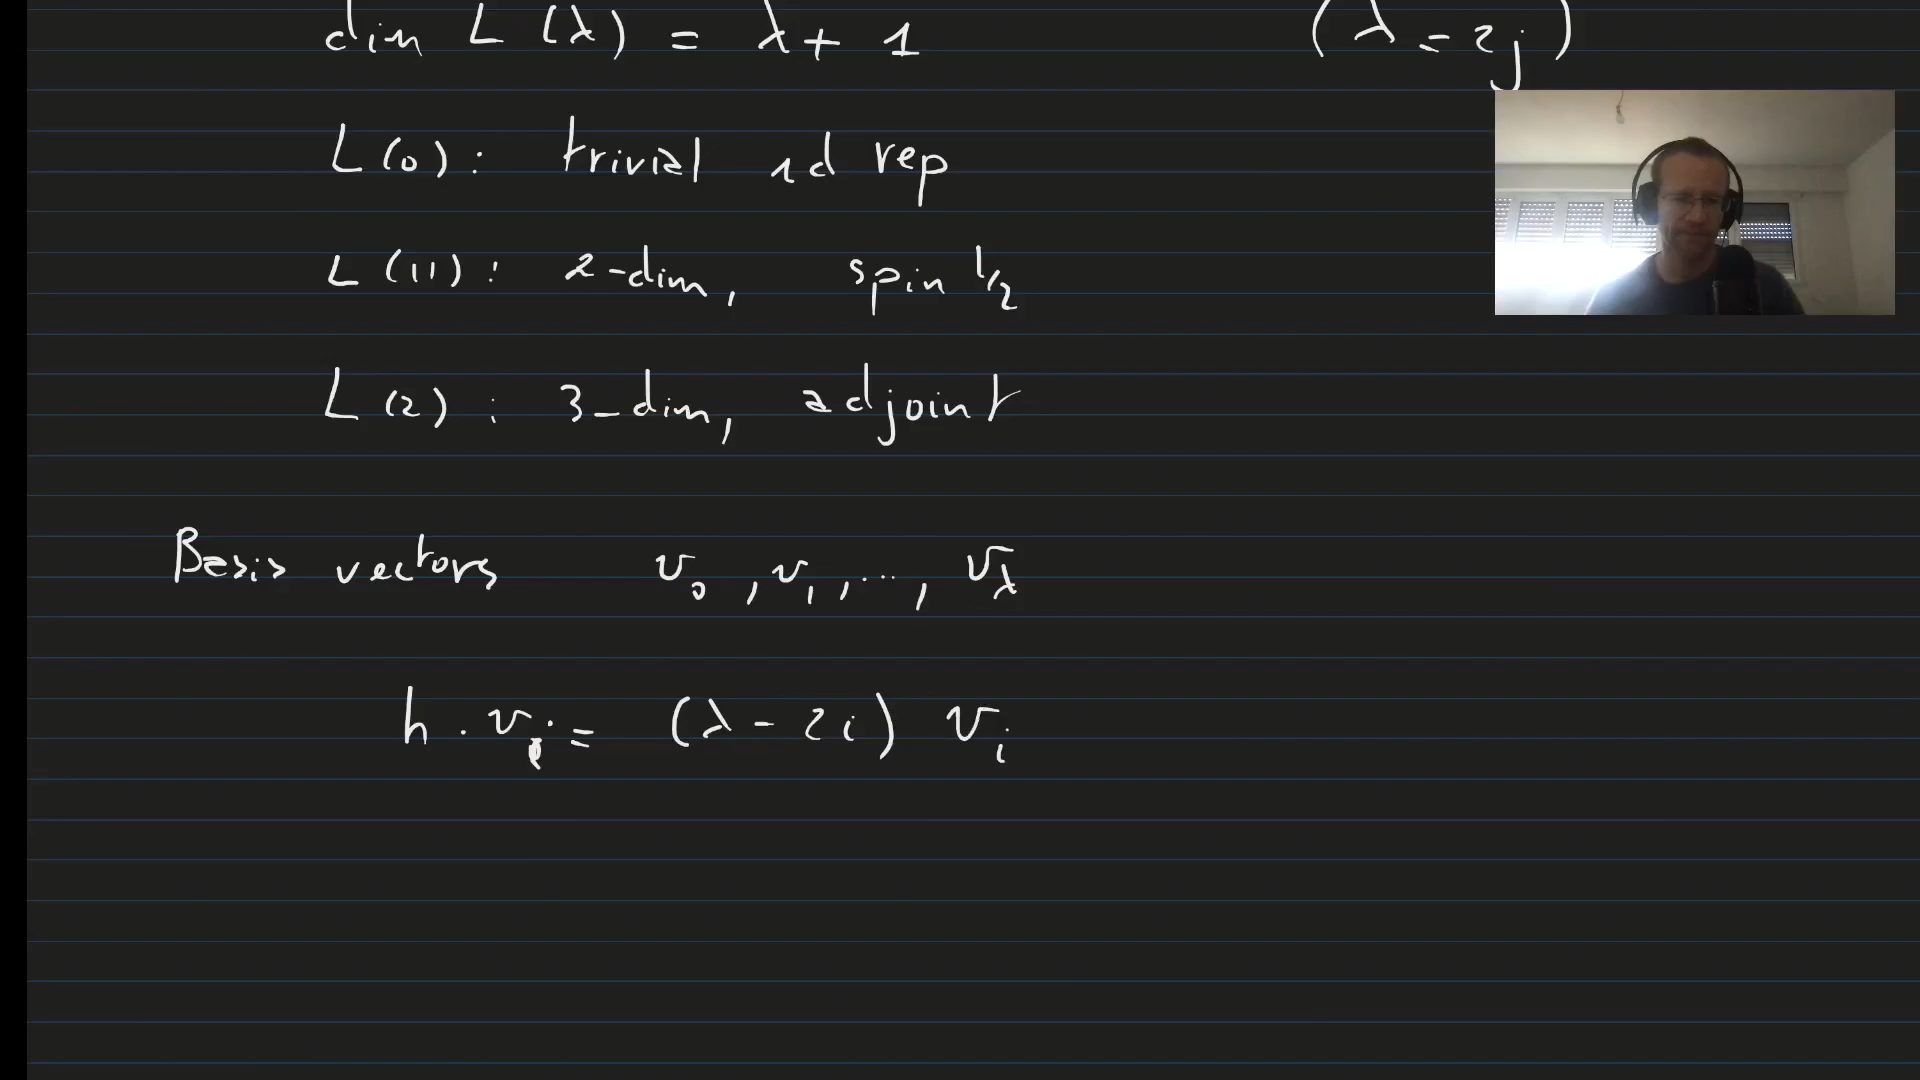 dim L (λ) = λ + 1 (λ = 2j)
L (0) : trivial 1d rep
L (1) : 2-dim, spin 1/2
L (2) : 3-dim, adjoint
Basis vectors v₀, v₁, ..., v_λ
h . vᵢ = (λ - 2i) vᵢ